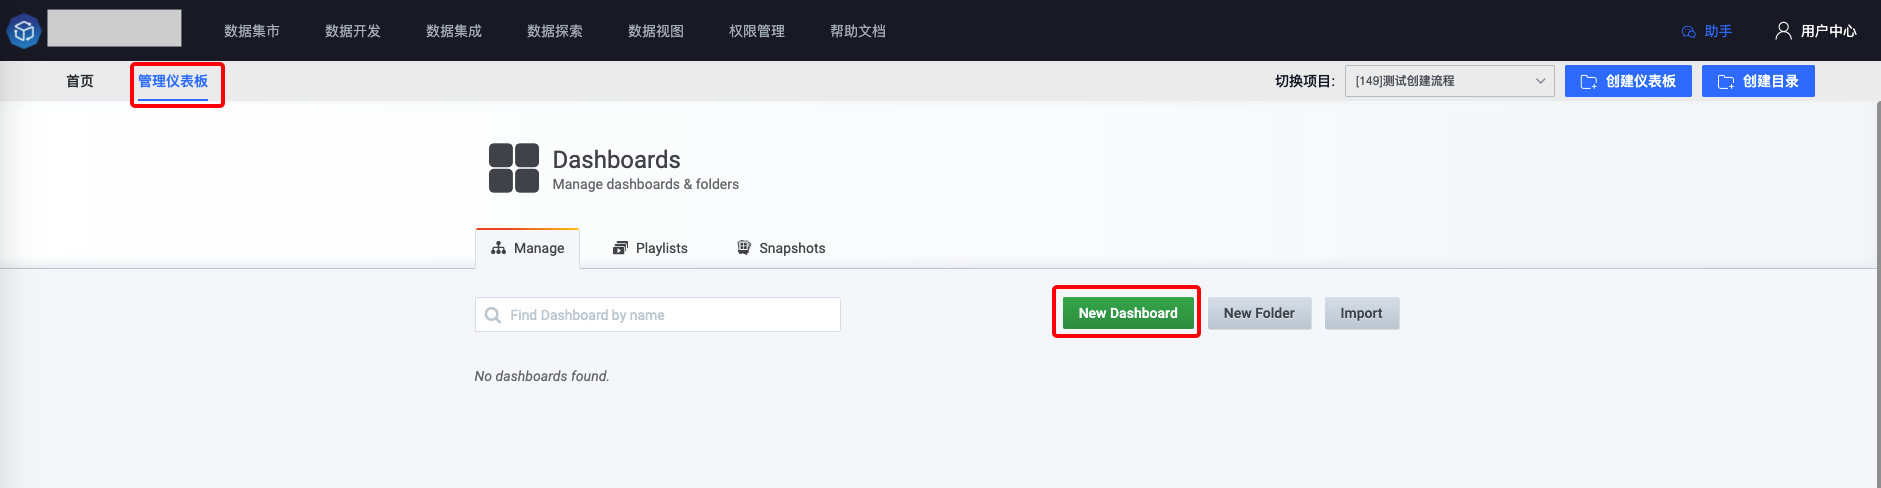 数据集市 数据开发 数据集成 数据探索 数据视图 权限管理 帮助文档 助手 用户中心
首页 管理仪表板 切换项目: [149]测试创建流程 创建仪表板 创建目录
Dashboards
Manage dashboards & folders
Manage Playlists Snapshots
Find Dashboard by name New Dashboard New Folder Import
No dashboards found.